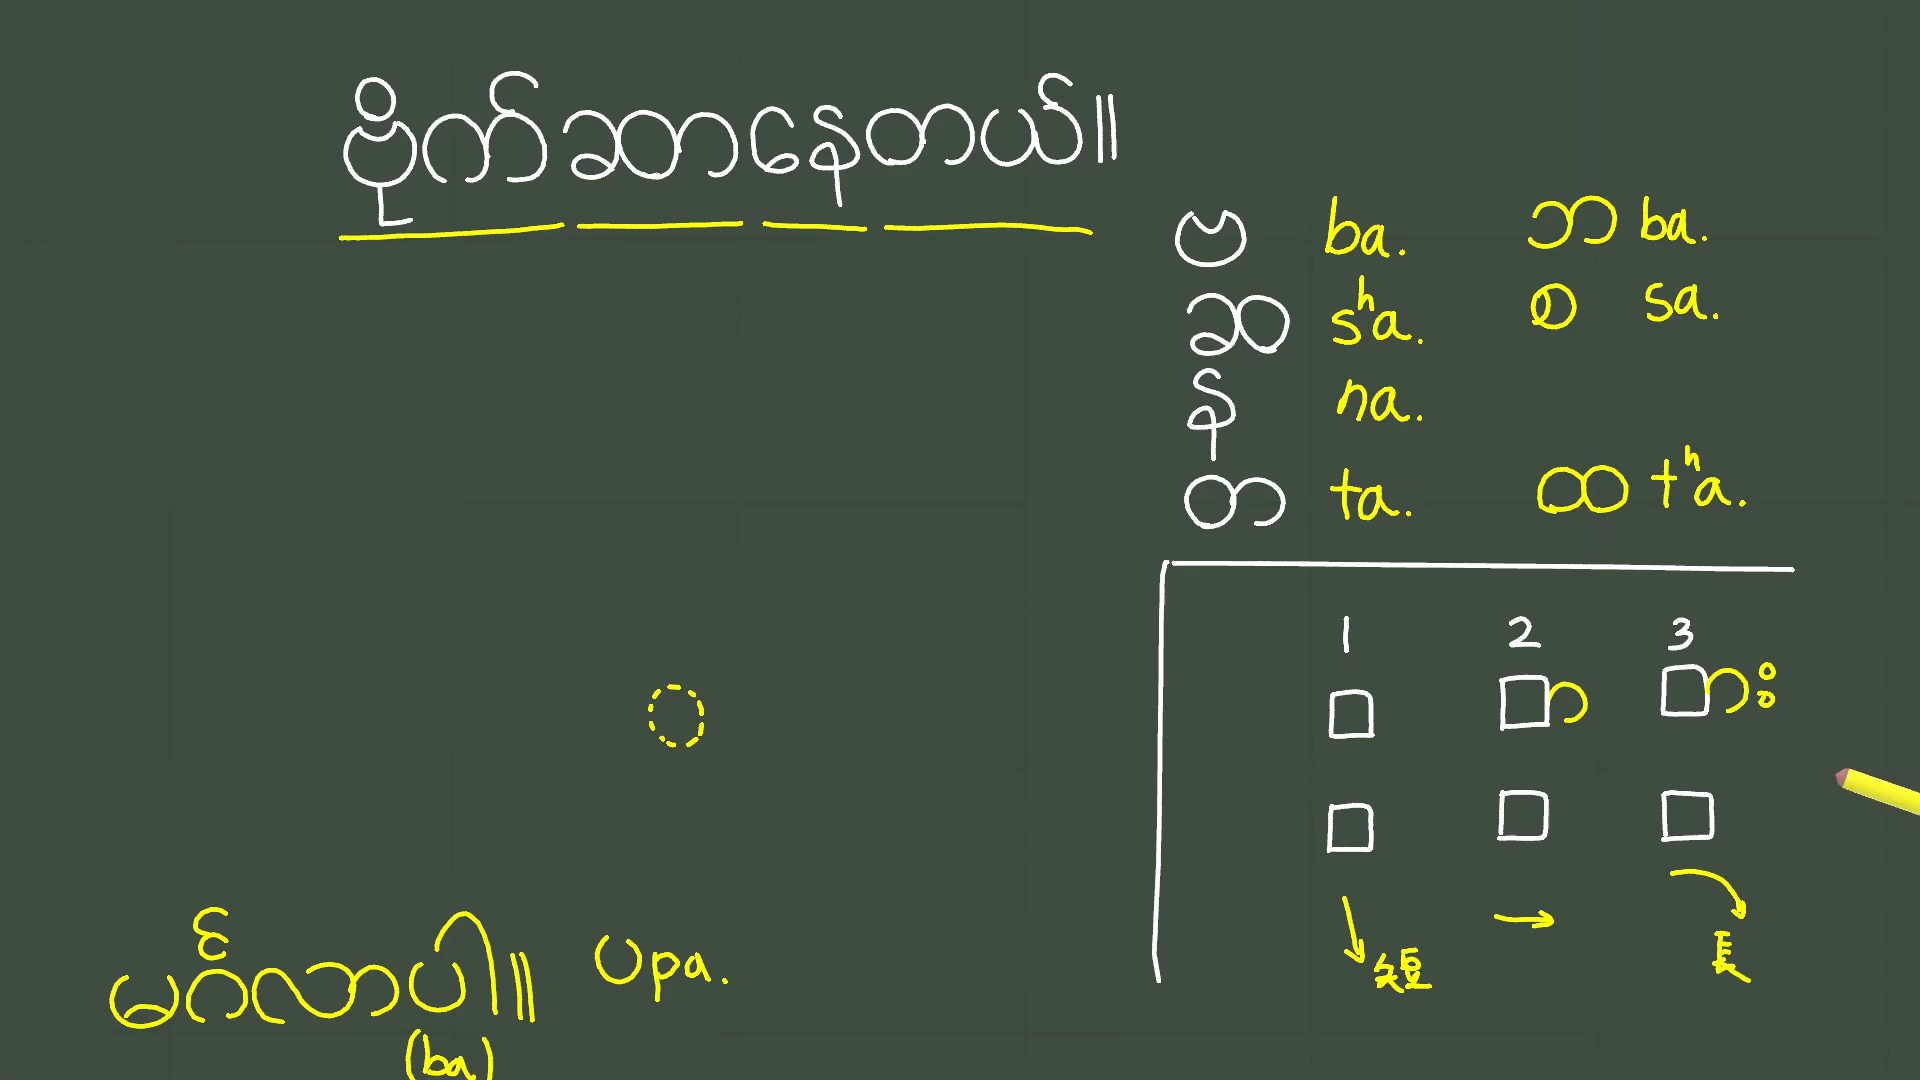 ဗိုက်ဆာနေတယ်။
ဗ ba. ဘ ba.
ဆ sʰa. စ sa.
န na.
တ ta. ထ tʰa.
1 2 3
□ □ာ □ား
□ □ □
短 長
မင်္ဂလာပါ။ ပ pa.
(ba)